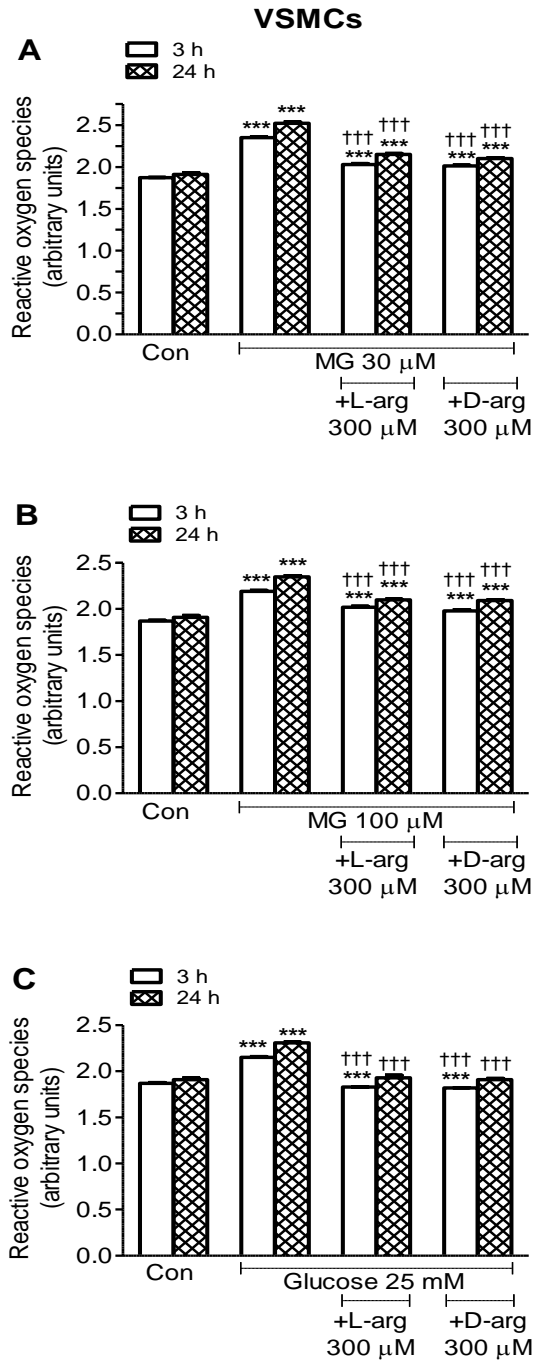 VSMCs
A
3 h
24 h
Reactive oxygen species
(arbitrary units)
2.5
2.0
1.5
1.0
0.5
0.0
*** *** ††† *** ††† *** ††† *** ††† ***
Con
MG 30 μM
+L-arg +D-arg
300 μM 300 μM
B
3 h
24 h
Reactive oxygen species
(arbitrary units)
2.5
2.0
1.5
1.0
0.5
0.0
*** *** ††† *** ††† *** ††† *** ††† ***
Con
MG 100 μM
+L-arg +D-arg
300 μM 300 μM
C
3 h
24 h
Reactive oxygen species
(arbitrary units)
2.5
2.0
1.5
1.0
0.5
0.0
*** *** ††† *** ††† ††† *** †††
Con
Glucose 25 mM
+L-arg +D-arg
300 μM 300 μM